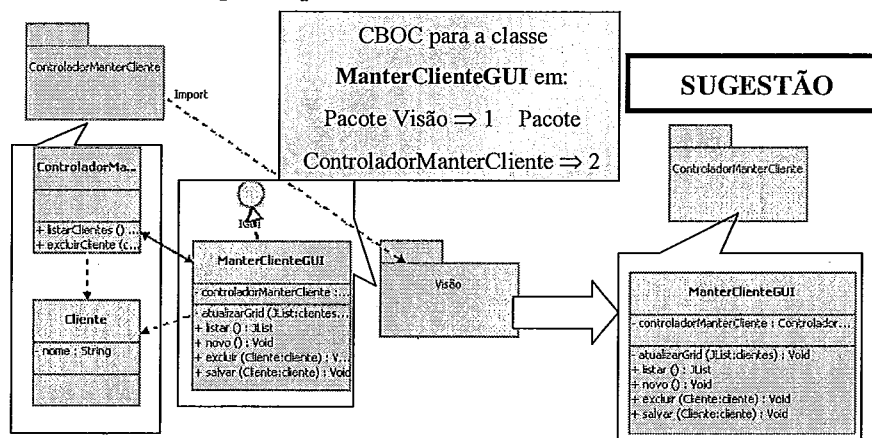 CBOC para a classe
ManterClienteGUI em:
Pacote Visão ⇒ 1 Pacote
ControladorManterCliente ⇒ 2
SUGESTÃO
ControladorManterCliente
Import
ControladorMa...
+ listarClientes () ...
+ excluirCliente (c...
Cliente
- nome : String
IGUI
ManterClienteGUI
- controladorManterCliente :...
- atualizarGrid (JList:clientes...
+ listar () : JList
+ novo () : Void
+ excluir (Cliente:cliente) : V...
+ salvar (Cliente:cliente) : Void
Visão
ControladorManterCliente
ManterClienteGUI
- controladorManterCliente : Controlador...
- atualizarGrid (JList:clientes) : Void
+ listar () : JList
+ novo () : Void
+ excluir (Cliente:cliente) : Void
+ salvar (Cliente:cliente) : Void